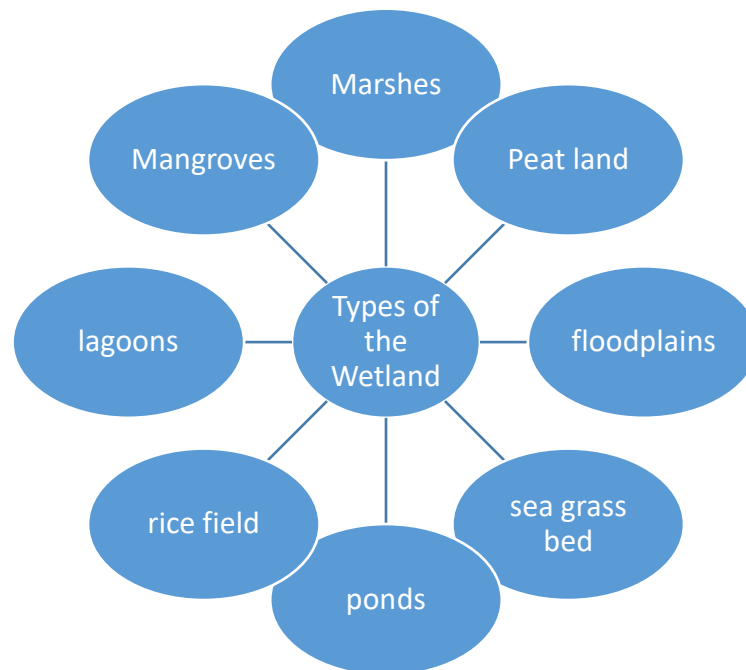 Marshes
Mangroves
Peat land
lagoons
Types of
the
Wetland
floodplains
rice field
sea grass
bed
ponds